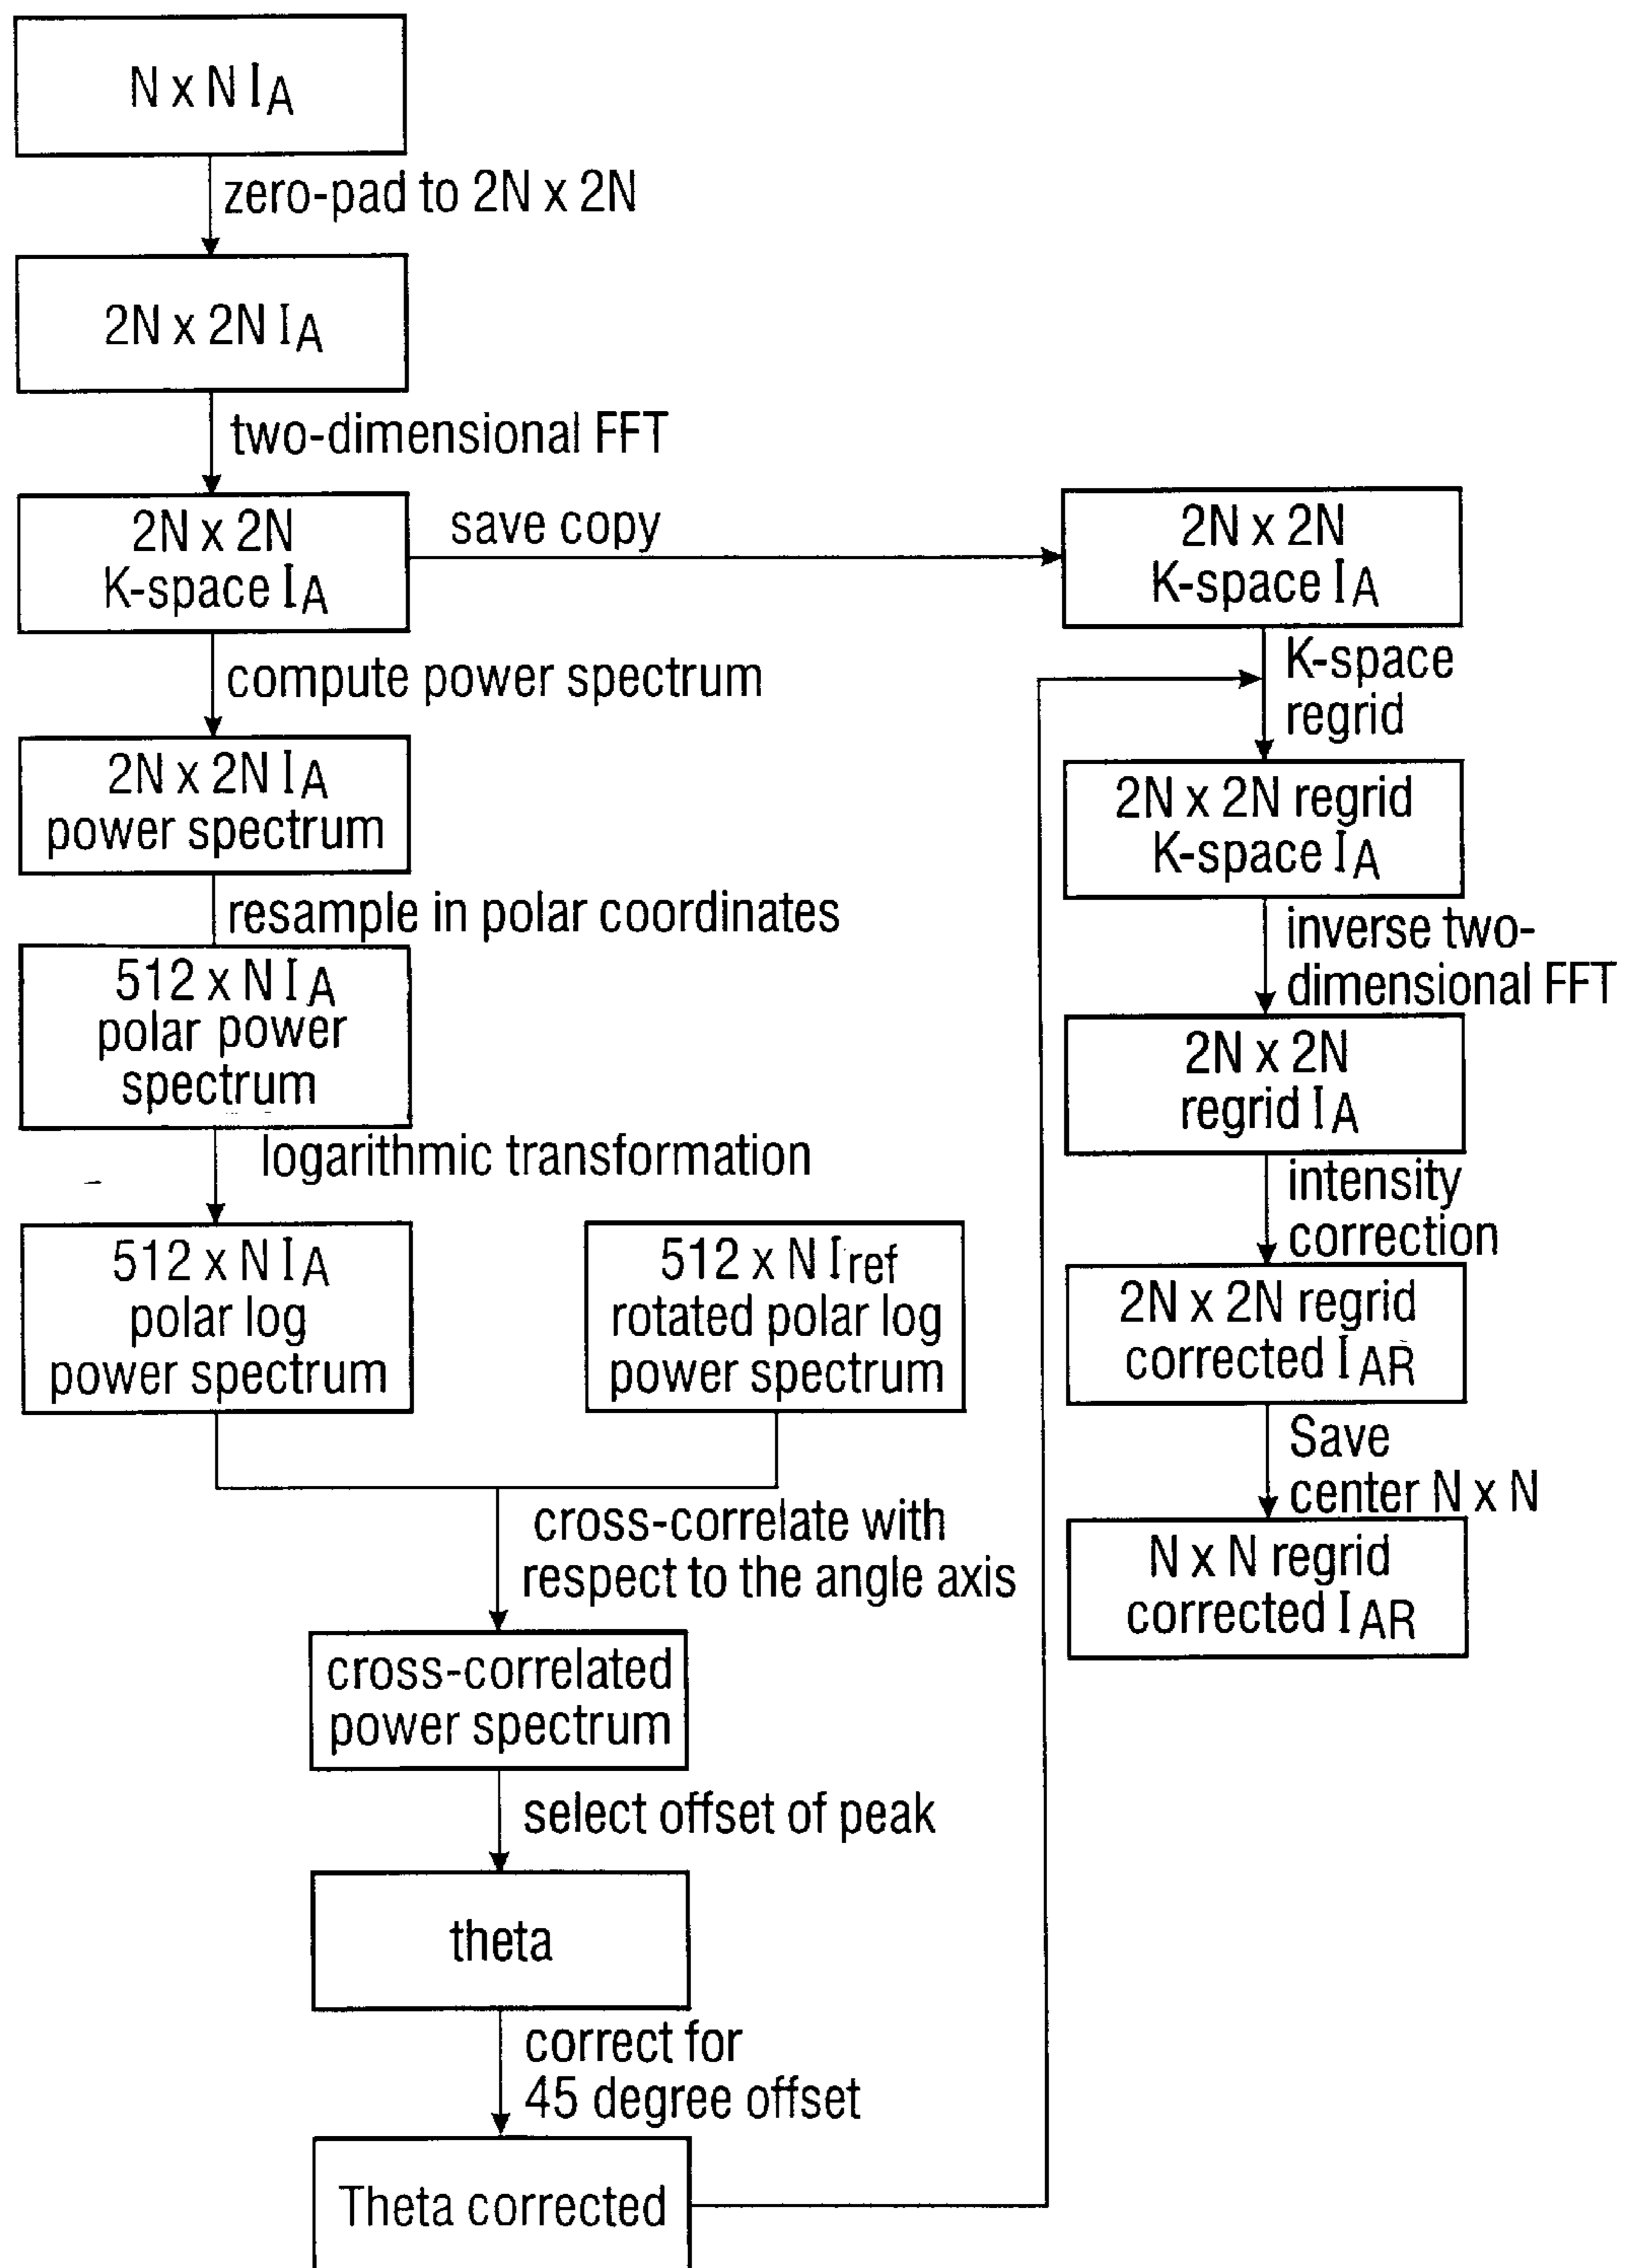 N x N IA
zero-pad to 2N x 2N
2N x 2N IA
two-dimensional FFT
2N x 2N
K-space IA
save copy
compute power spectrum
2N x 2N IA
power spectrum
resample in polar coordinates
512 x N IA
polar power
spectrum
logarithmic transformation
512 x N IA
polar log
power spectrum
512 x N Iref
rotated polar log
power spectrum
cross-correlate with
respect to the angle axis
cross-correlated
power spectrum
select offset of peak
theta
correct for
45 degree offset
Theta corrected
2N x 2N
K-space IA
K-space
regrid
2N x 2N regrid
K-space IA
inverse two-
dimensional FFT
2N x 2N
regrid IA
intensity
correction
2N x 2N regrid
corrected IAR
Save
center N x N
N x N regrid
corrected IAR